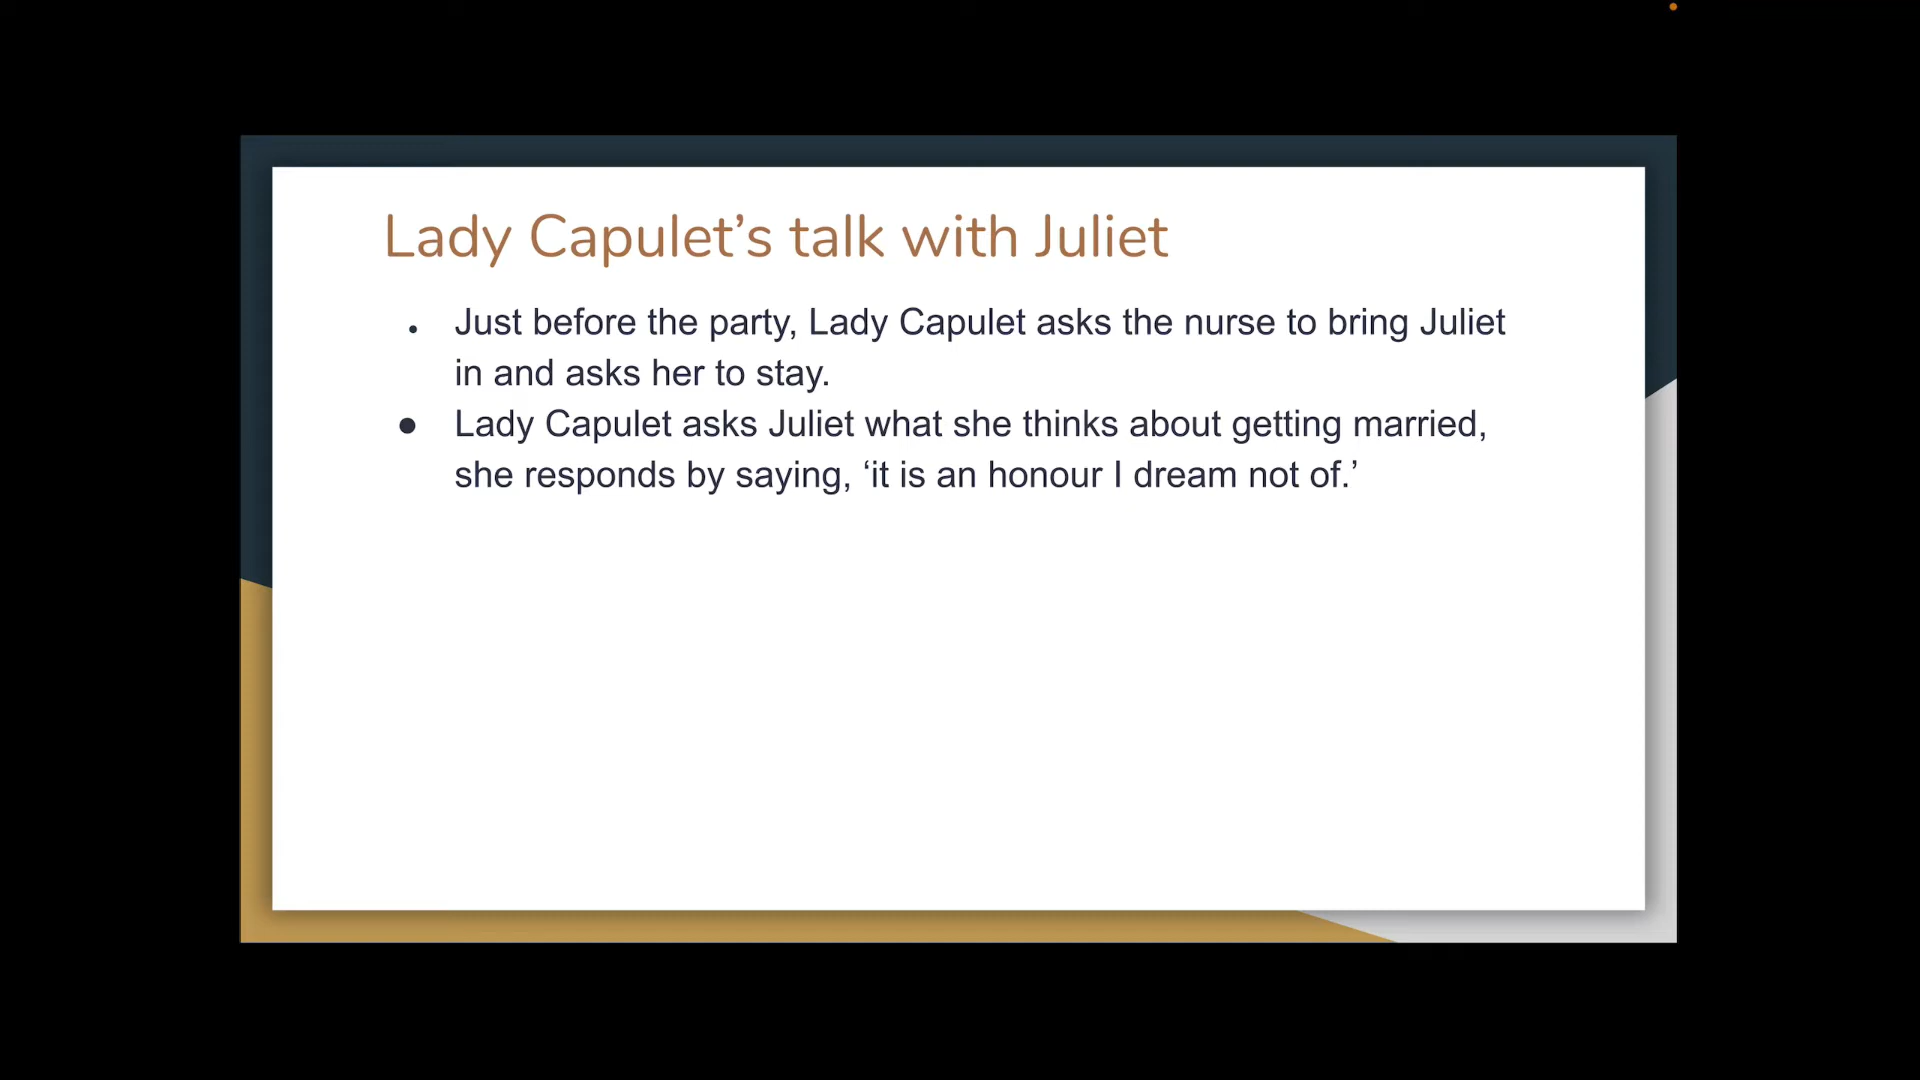 Lady Capulet’s talk with Juliet
● Just before the party, Lady Capulet asks the nurse to bring Juliet
in and asks her to stay.
● Lady Capulet asks Juliet what she thinks about getting married,
she responds by saying, ‘it is an honour I dream not of.’